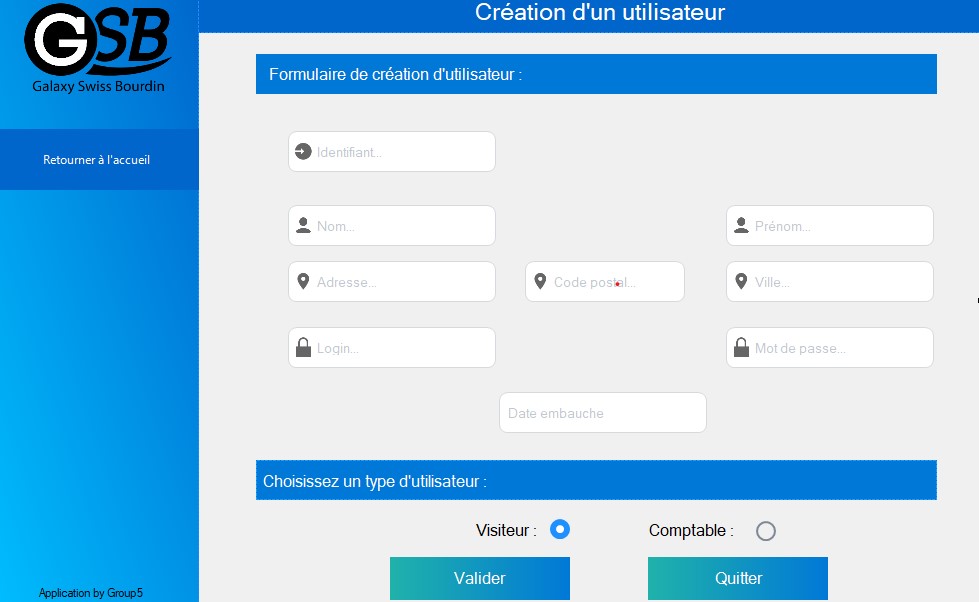 Création d'un utilisateur
GSB
Galaxy Swiss Bourdin
Retourner à l'accueil
Formulaire de création d'utilisateur :
Identifiant...
Nom... Prénom...
Adresse... Code postal... Ville...
Login... Mot de passe...
Date embauche
Choisissez un type d'utilisateur :
Visiteur : Comptable :
Valider Quitter
Application by Group5